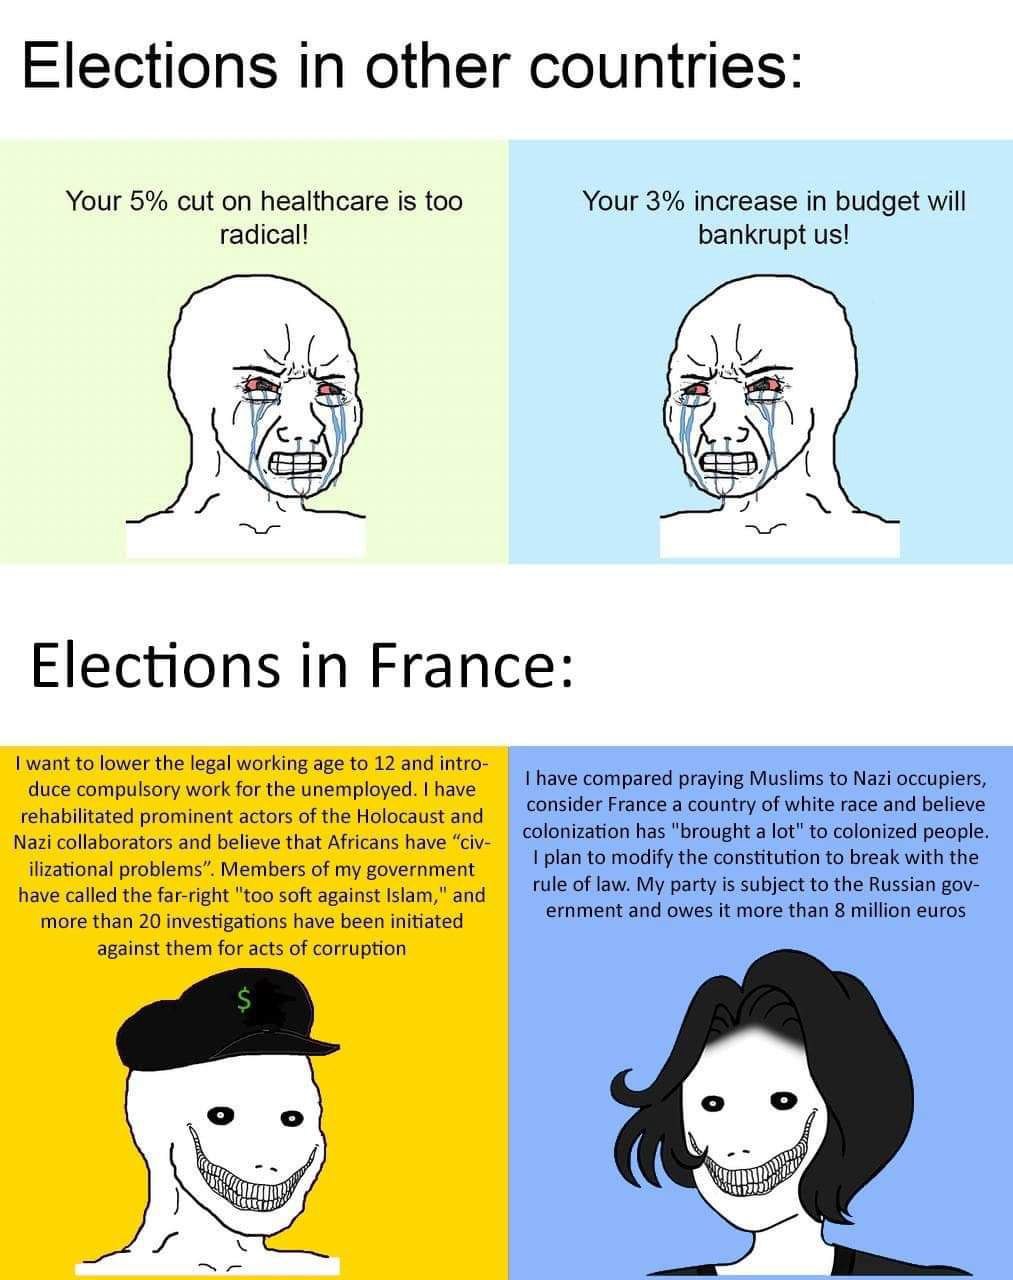 Elections in other countries:
Your 5% cut on healthcare is too
radical!
Your 3% increase in budget will
bankrupt us!
Elections in France:
I want to lower the legal working age to 12 and intro-
duce compulsory work for the unemployed. I have
rehabilitated prominent actors of the Holocaust and
Nazi collaborators and believe that Africans have “civ-
ilizational problems”. Members of my government
have called the far-right "too soft against Islam," and
more than 20 investigations have been initiated
against them for acts of corruption
$
I have compared praying Muslims to Nazi occupiers,
consider France a country of white race and believe
colonization has "brought a lot" to colonized people.
I plan to modify the constitution to break with the
rule of law. My party is subject to the Russian gov-
ernment and owes it more than 8 million euros